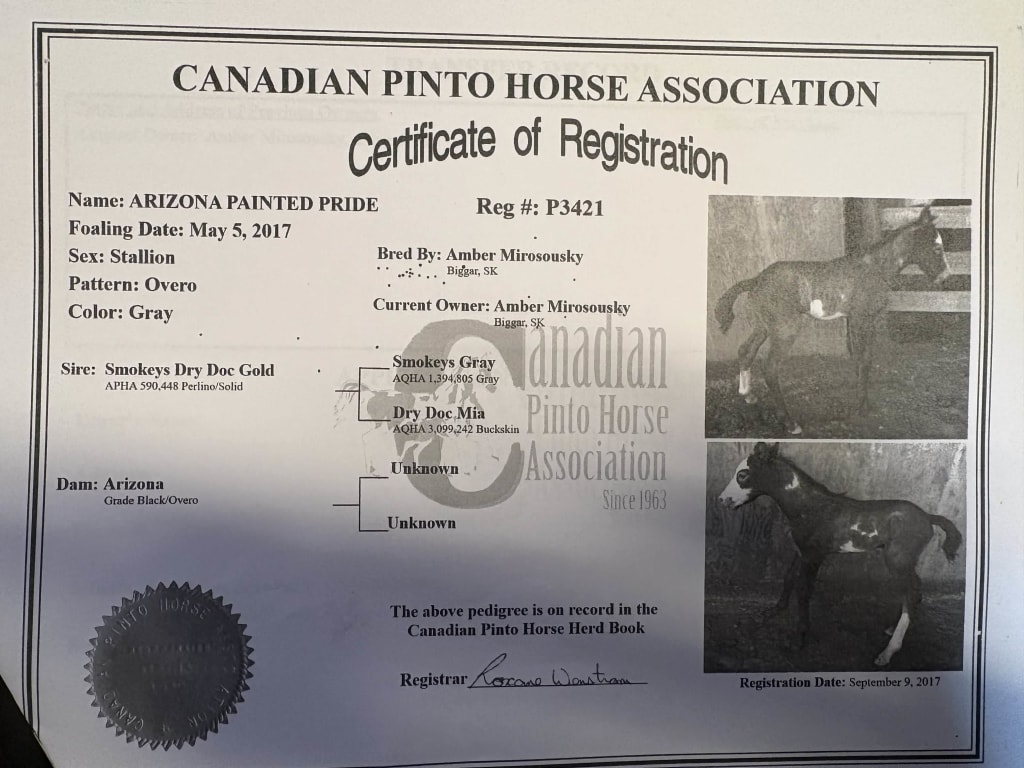 CANADIAN PINTO HORSE ASSOCIATION
Certificate of Registration
Name: ARIZONA PAINTED PRIDE
Reg #: P3421
Foaling Date: May 5, 2017
Sex: Stallion
Bred By: Amber Mirosousky
Biggar, SK
Pattern: Overo
Current Owner: Amber Mirosousky
Biggar, SK
Color: Gray
Sire: Smokeys Dry Doc Gold
APHA 590,448 Perlino/Solid
Smokeys Gray
AQHA 1,394,805 Gray
Dry Doc Mia
AQHA 3,099,242 Buckskin
Canadian
Pinto Horse
Association
Since 1963
Dam: Arizona
Grade Black/Overo
Unknown
Unknown
The above pedigree is on record in the
Canadian Pinto Horse Herd Book
Registrar
Registration Date: September 9, 2017
PINTO HORSE